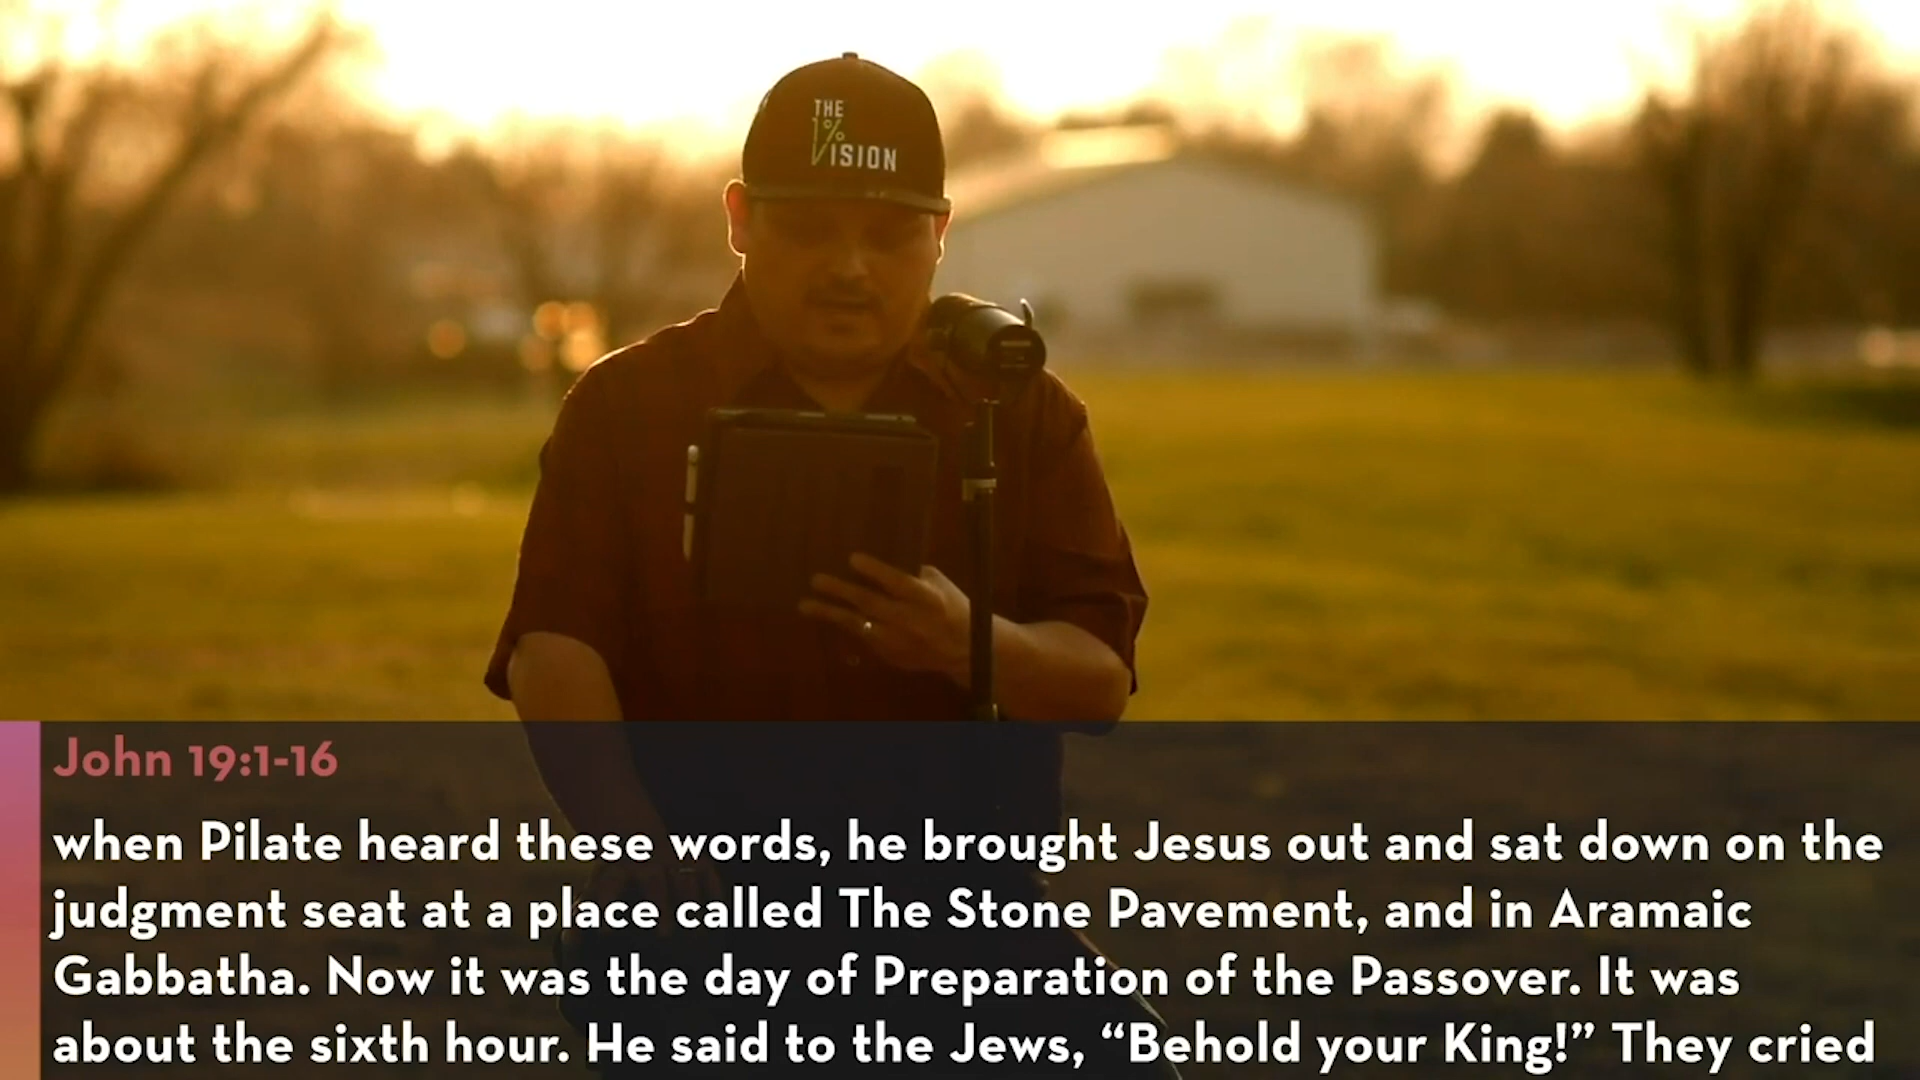 THE
1%
VISION
John 19:1-16
when Pilate heard these words, he brought Jesus out and sat down on the
judgment seat at a place called The Stone Pavement, and in Aramaic
Gabbatha. Now it was the day of Preparation of the Passover. It was
about the sixth hour. He said to the Jews, “Behold your King!” They cried